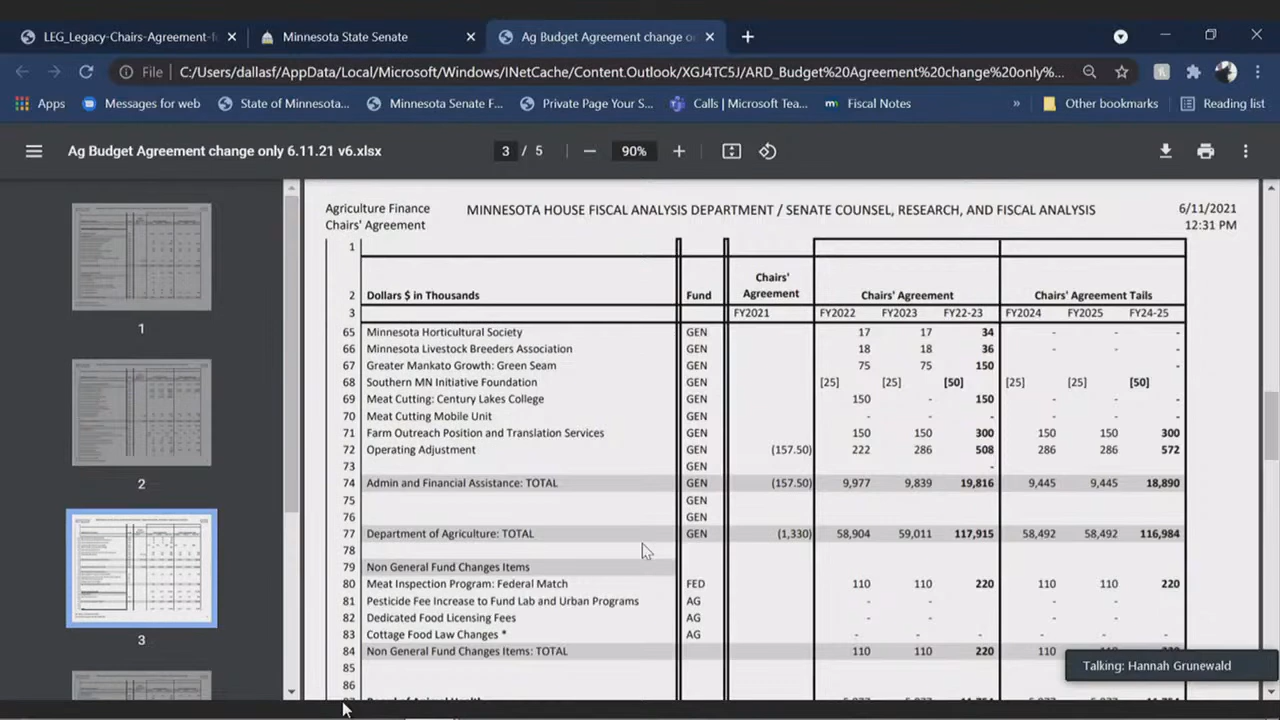 LEG_Legacy-Chairs-Agreement-f
Minnesota State Senate
Ag Budget Agreement change o
File C:/Users/dallasf/AppData/Local/Microsoft/Windows/INetCache/Content.Outlook/XGJ4TC5J/ARD_Budget%20Agreement%20change%20only%...
Apps Messages for web State of Minnesota... Minnesota Senate F... Private Page Your S... Calls | Microsoft Tea... mn Fiscal Notes » Other bookmarks Reading list
Ag Budget Agreement change only 6.11.21 v6.xlsx 3 / 5 90%
1
2
3
Agriculture Finance MINNESOTA HOUSE FISCAL ANALYSIS DEPARTMENT / SENATE COUNSEL, RESEARCH, AND FISCAL ANALYSIS 6/11/2021
Chairs' Agreement 12:31 PM
1
2 Dollars $ in Thousands Fund Chairs' Agreement Chairs' Agreement Chairs' Agreement Tails
3 FY2021 FY2022 FY2023 FY22-23 FY2024 FY2025 FY24-25
65 Minnesota Horticultural Society GEN 17 17 34 - - -
66 Minnesota Livestock Breeders Association GEN 18 18 36 - - -
67 Greater Mankato Growth: Green Seam GEN 75 75 150 -
68 Southern MN Initiative Foundation GEN [25] [25] [50] [25] [25] [50]
69 Meat Cutting: Century Lakes College GEN 150 - 150 - - -
70 Meat Cutting Mobile Unit GEN - - - - - -
71 Farm Outreach Position and Translation Services GEN 150 150 300 150 150 300
72 Operating Adjustment GEN (157.50) 222 286 508 286 286 572
73 GEN -
74 Admin and Financial Assistance: TOTAL GEN (157.50) 9,977 9,839 19,816 9,445 9,445 18,890
75 GEN
76 GEN
77 Department of Agriculture: TOTAL GEN (1,330) 58,904 59,011 117,915 58,492 58,492 116,984
78
79 Non General Fund Changes Items
80 Meat Inspection Program: Federal Match FED 110 110 220 110 110 220
81 Pesticide Fee Increase to Fund Lab and Urban Programs AG - - - - - -
82 Dedicated Food Licensing Fees AG - - - - - -
83 Cottage Food Law Changes * AG - - - - - -
84 Non General Fund Changes Items: TOTAL 110 110 220 110 110
85
86
Talking: Hannah Grunewald